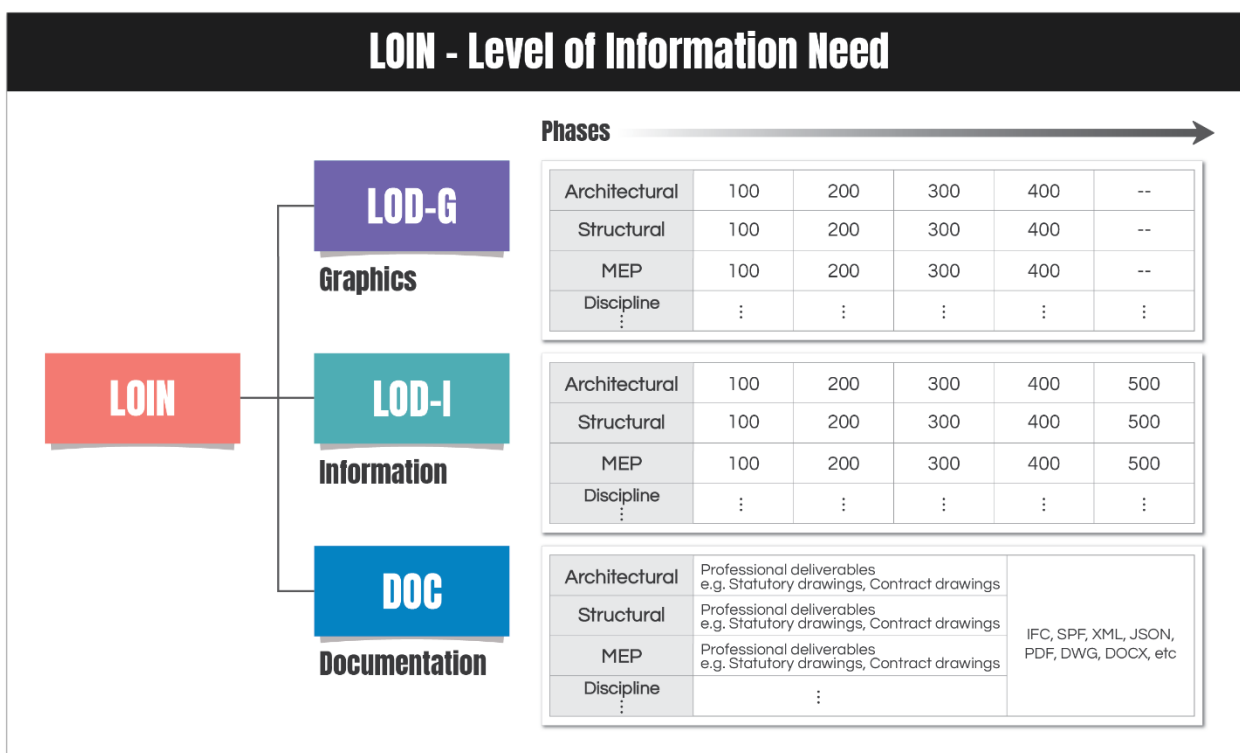 LOIN - Level of Information Need
Phases
LOD-G
Graphics
Architectural 100 200 300 400 --
Structural 100 200 300 400 --
MEP 100 200 300 400 --
Discipline
⋮ ⋮ ⋮ ⋮ ⋮ ⋮
LOIN
LOD-I
Information
Architectural 100 200 300 400 500
Structural 100 200 300 400 500
MEP 100 200 300 400 500
Discipline
⋮ ⋮ ⋮ ⋮ ⋮ ⋮
DOC
Documentation
Architectural
Professional deliverables
e.g. Statutory drawings, Contract drawings
Structural
Professional deliverables
e.g. Statutory drawings, Contract drawings
MEP
Professional deliverables
e.g. Statutory drawings, Contract drawings
Discipline
⋮ ⋮
IFC, SPF, XML, JSON,
PDF, DWG, DOCX, etc